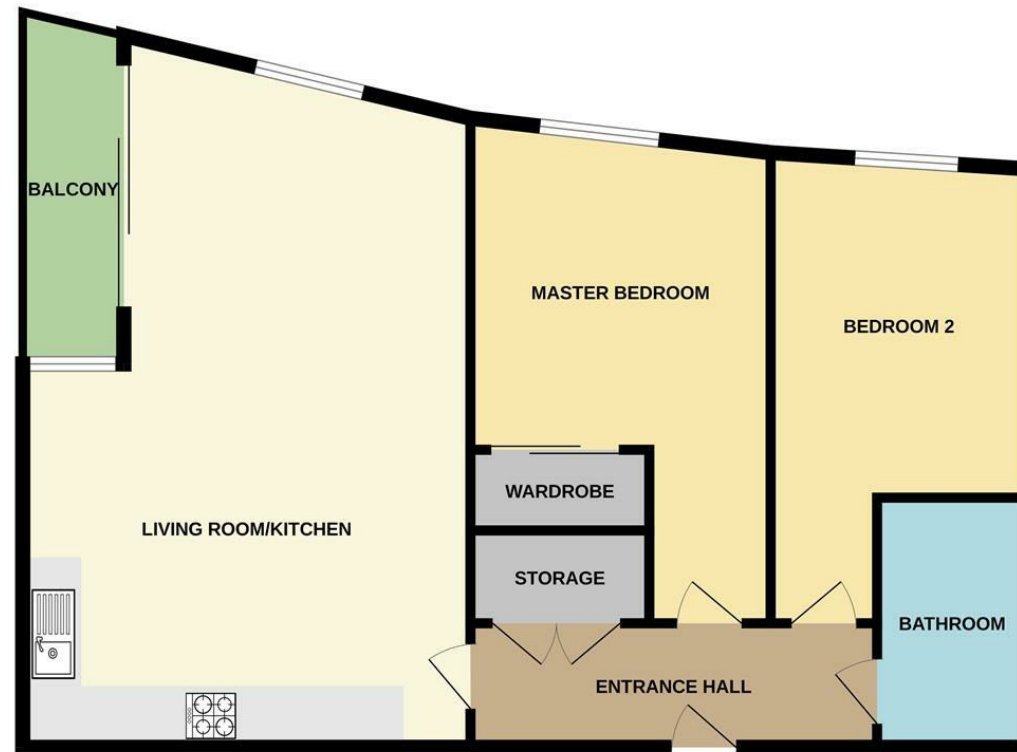 BALCONY
MASTER BEDROOM
BEDROOM 2
WARDROBE
LIVING ROOM/KITCHEN
STORAGE
BATHROOM
ENTRANCE HALL